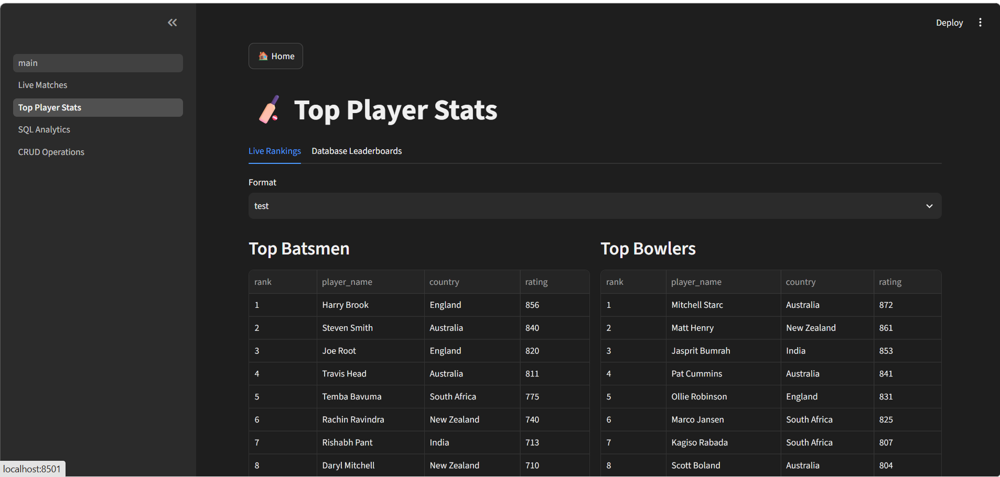 Deploy
main
Live Matches
Top Player Stats
SQL Analytics
CRUD Operations
Home
Top Player Stats
Live Rankings Database Leaderboards
Format
test
Top Batsmen
rank player_name country rating
1 Harry Brook England 856
2 Steven Smith Australia 840
3 Joe Root England 820
4 Travis Head Australia 811
5 Temba Bavuma South Africa 775
6 Rachin Ravindra New Zealand 740
7 Rishabh Pant India 713
8 Daryl Mitchell New Zealand 710
Top Bowlers
rank player_name country rating
1 Mitchell Starc Australia 872
2 Matt Henry New Zealand 861
3 Jasprit Bumrah India 853
4 Pat Cummins Australia 841
5 Ollie Robinson England 831
6 Marco Jansen South Africa 825
7 Kagiso Rabada South Africa 807
8 Scott Boland Australia 804
localhost:8501